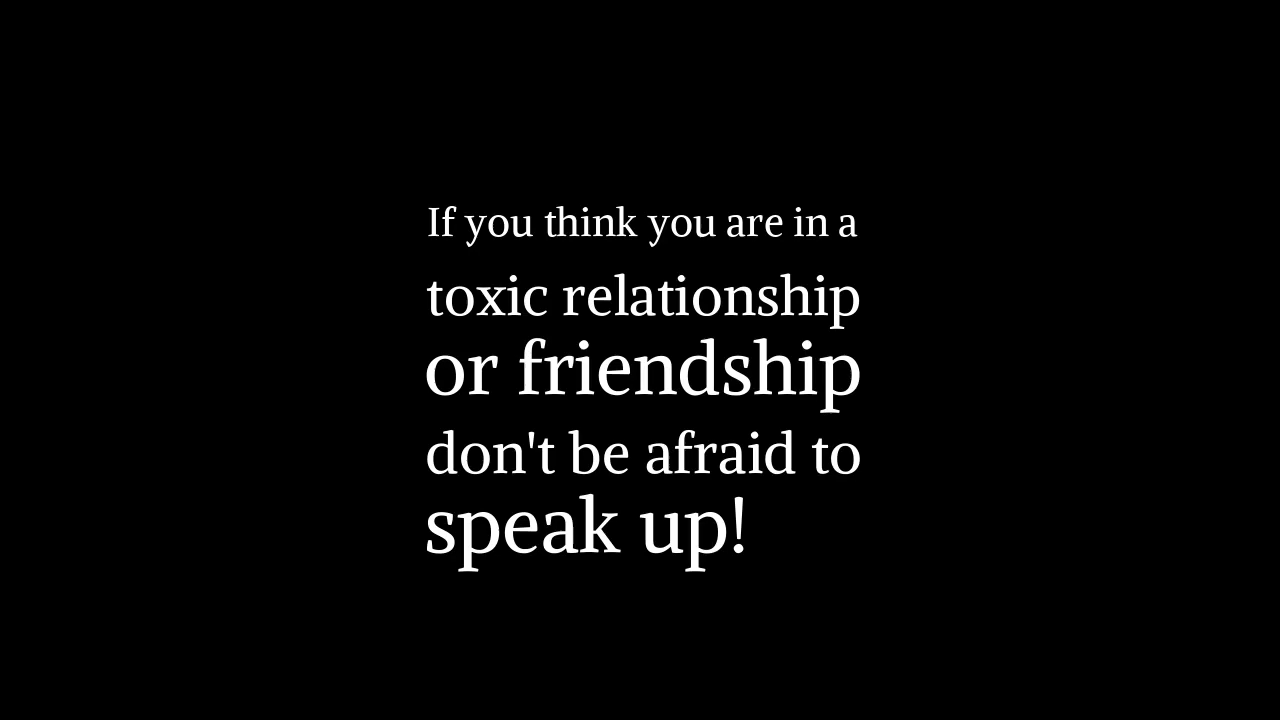 If you think you are in a
toxic relationship
or friendship
don't be afraid to
speak up!